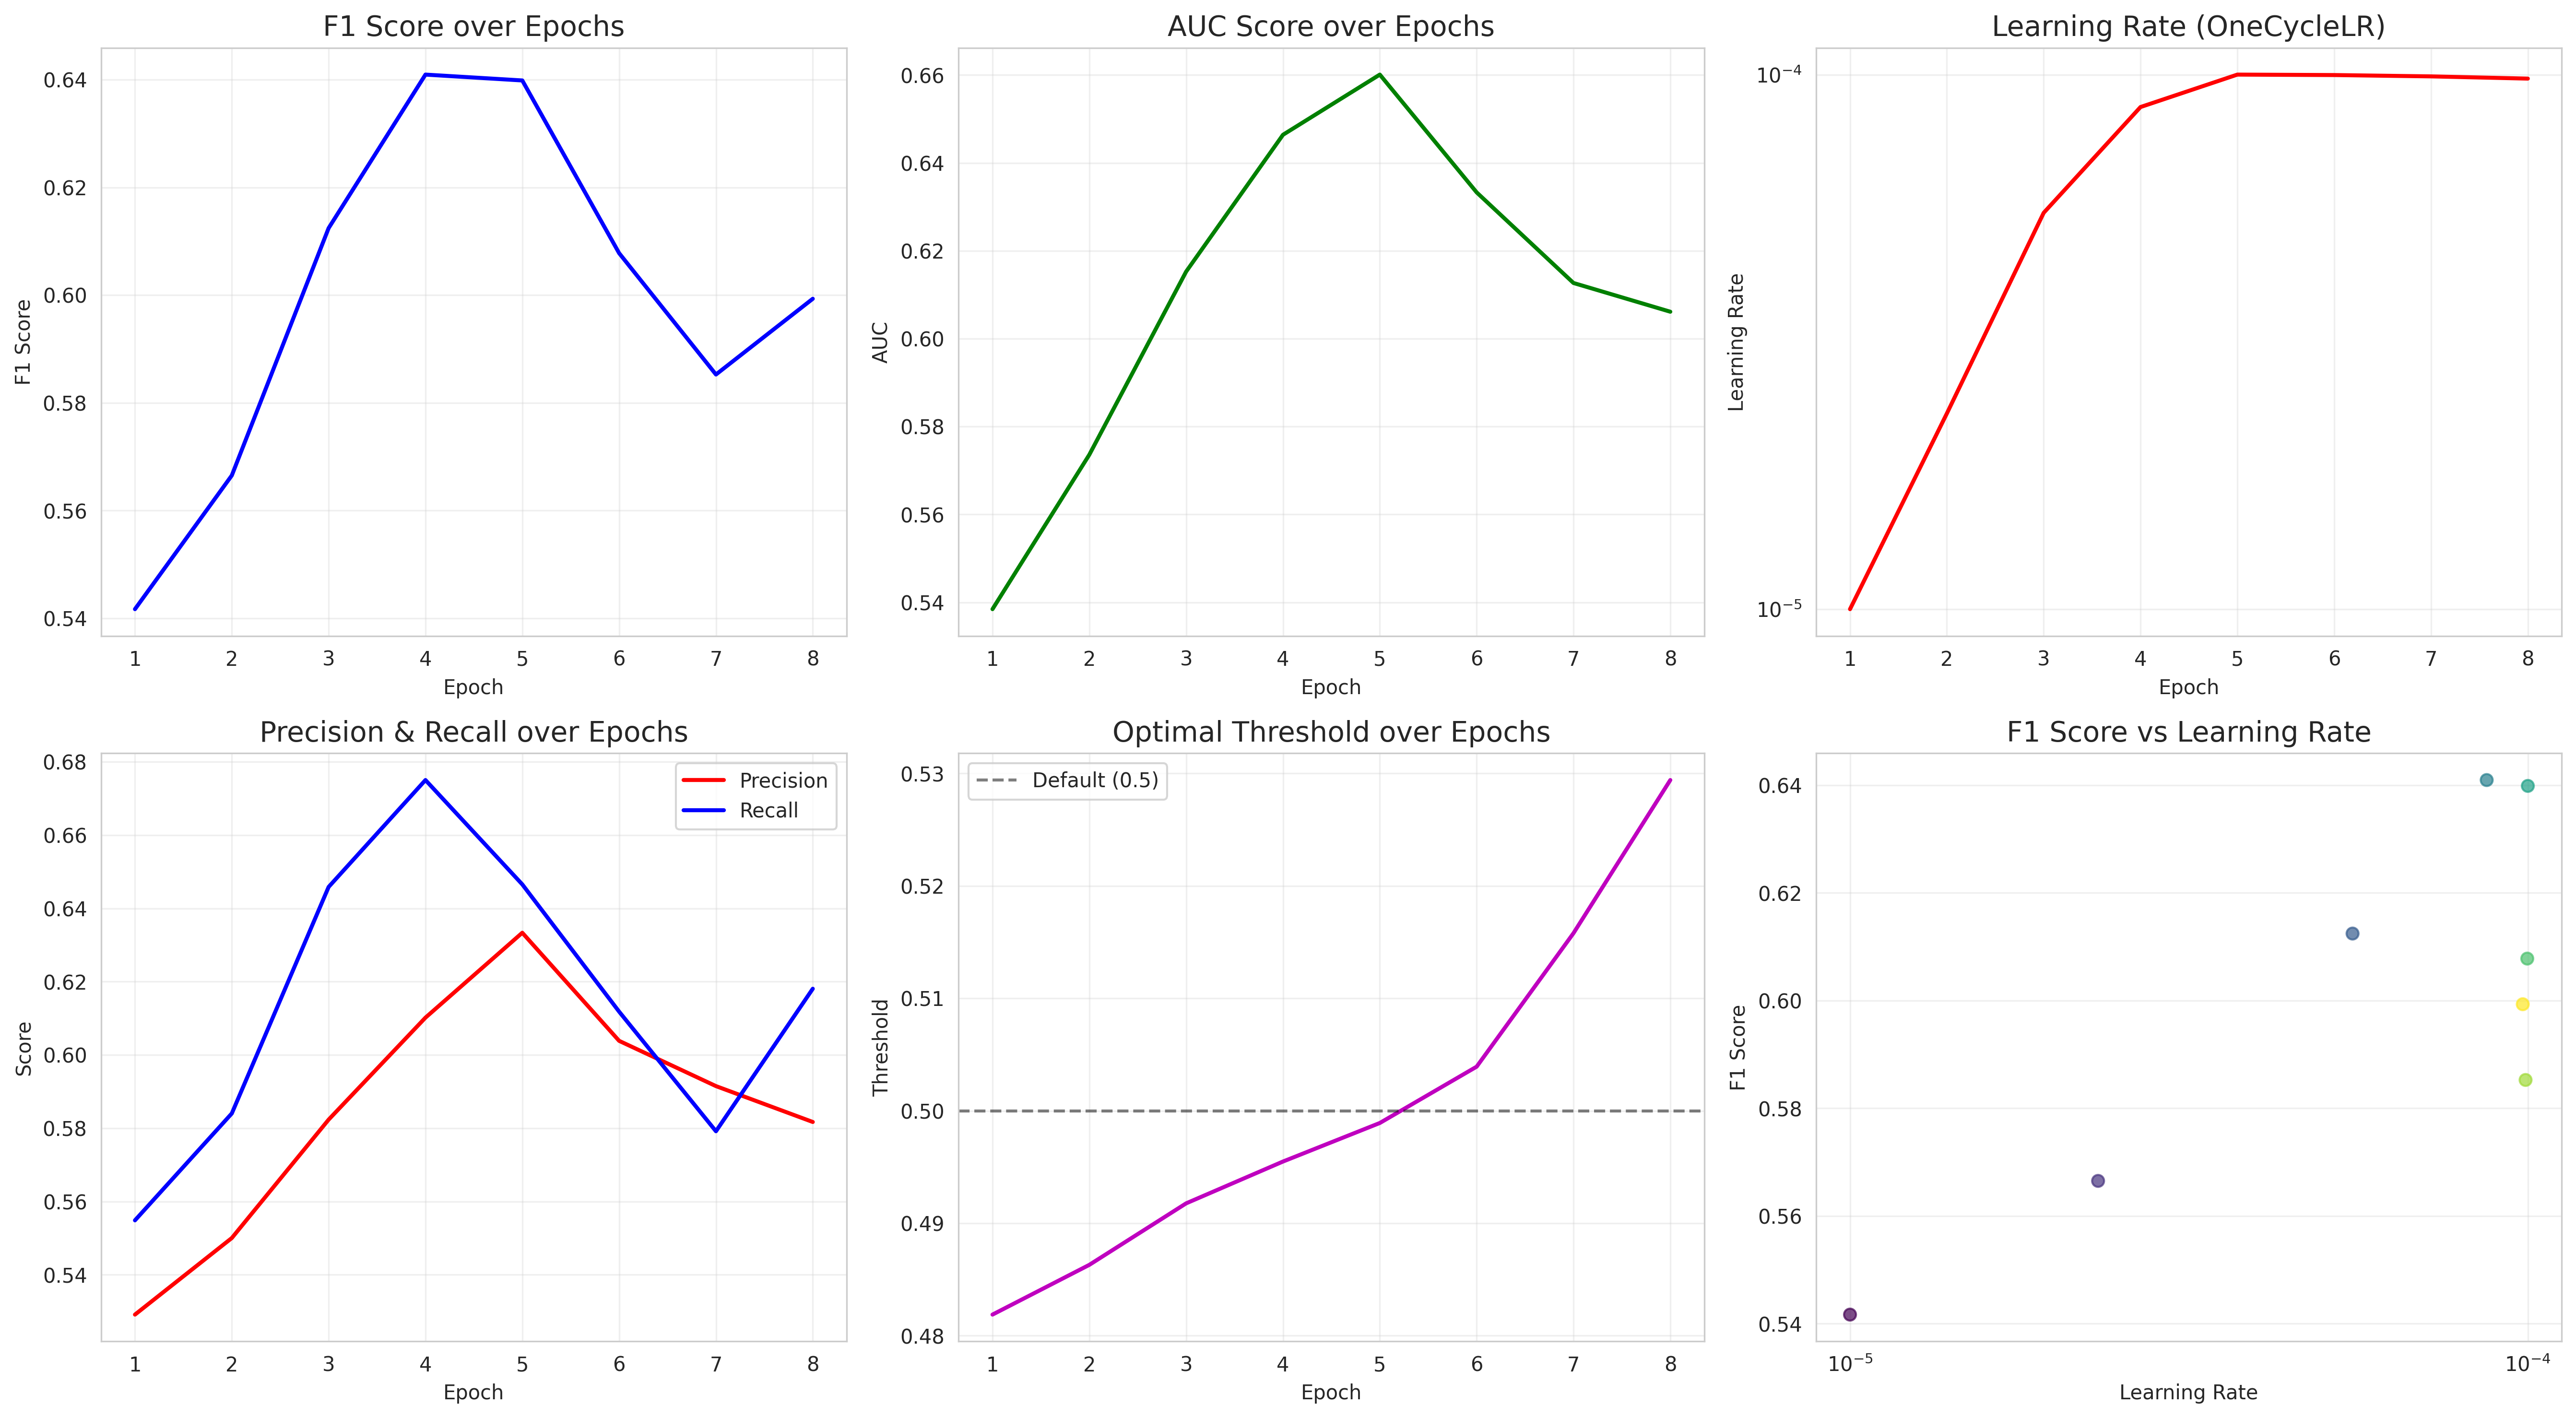 F1 Score over Epochs
F1 Score
0.64
0.62
0.60
0.58
0.56
0.54
1 2 3 4 5 6 7 8
Epoch
AUC Score over Epochs
AUC
0.66
0.64
0.62
0.60
0.58
0.56
0.54
1 2 3 4 5 6 7 8
Epoch
Learning Rate (OneCycleLR)
Learning Rate
10⁻⁴
10⁻⁵
1 2 3 4 5 6 7 8
Epoch
Precision & Recall over Epochs
Score
0.68
0.66
0.64
0.62
0.60
0.58
0.56
0.54
Precision
Recall
1 2 3 4 5 6 7 8
Epoch
Optimal Threshold over Epochs
Threshold
0.53
0.52
0.51
0.50
0.49
0.48
Default (0.5)
1 2 3 4 5 6 7 8
Epoch
F1 Score vs Learning Rate
F1 Score
0.64
0.62
0.60
0.58
0.56
0.54
10⁻⁵ 10⁻⁴
Learning Rate